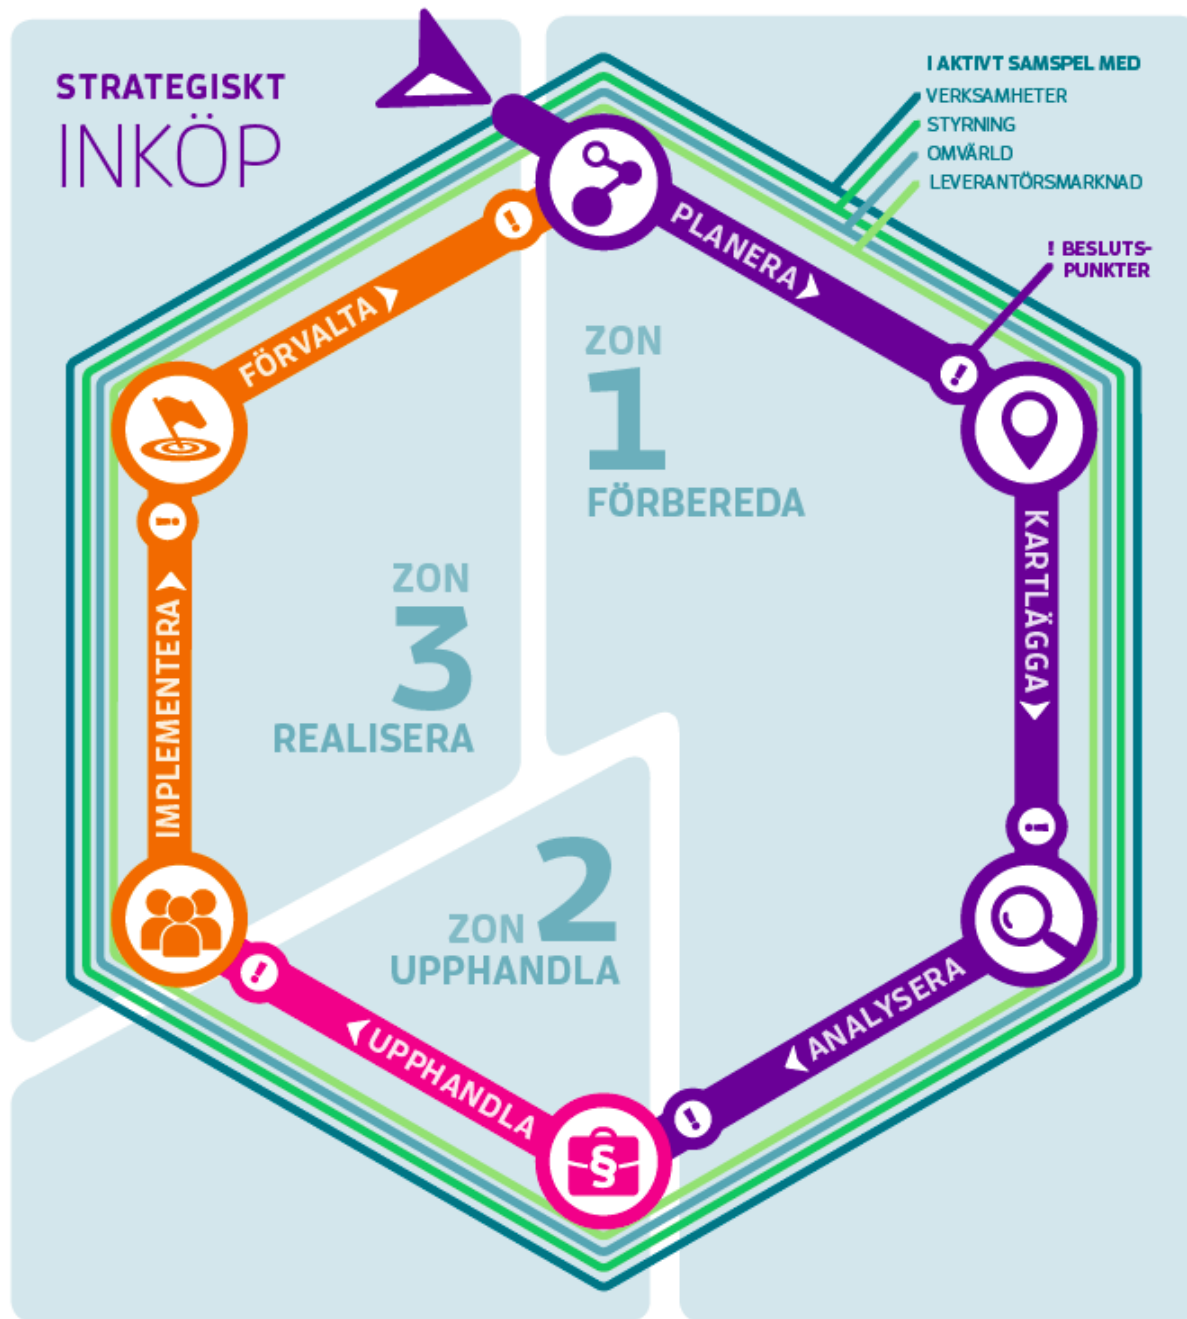 STRATEGISKT
INKÖP
I AKTIVT SAMSPEL MED
VERKSAMHETER
STYRNING
OMVÄRLD
LEVERANTÖRSMARKNAD
! BESLUTS-
PUNKTER
PLANERA
!
KARTLÄGGA
!
ANALYSERA
!
§
UPPHANDLA
!
IMPLEMENTERA
!
FÖRVALTA
!
ZON
1
FÖRBEREDA
ZON
3
REALISERA
ZON 2
UPPHANDLA